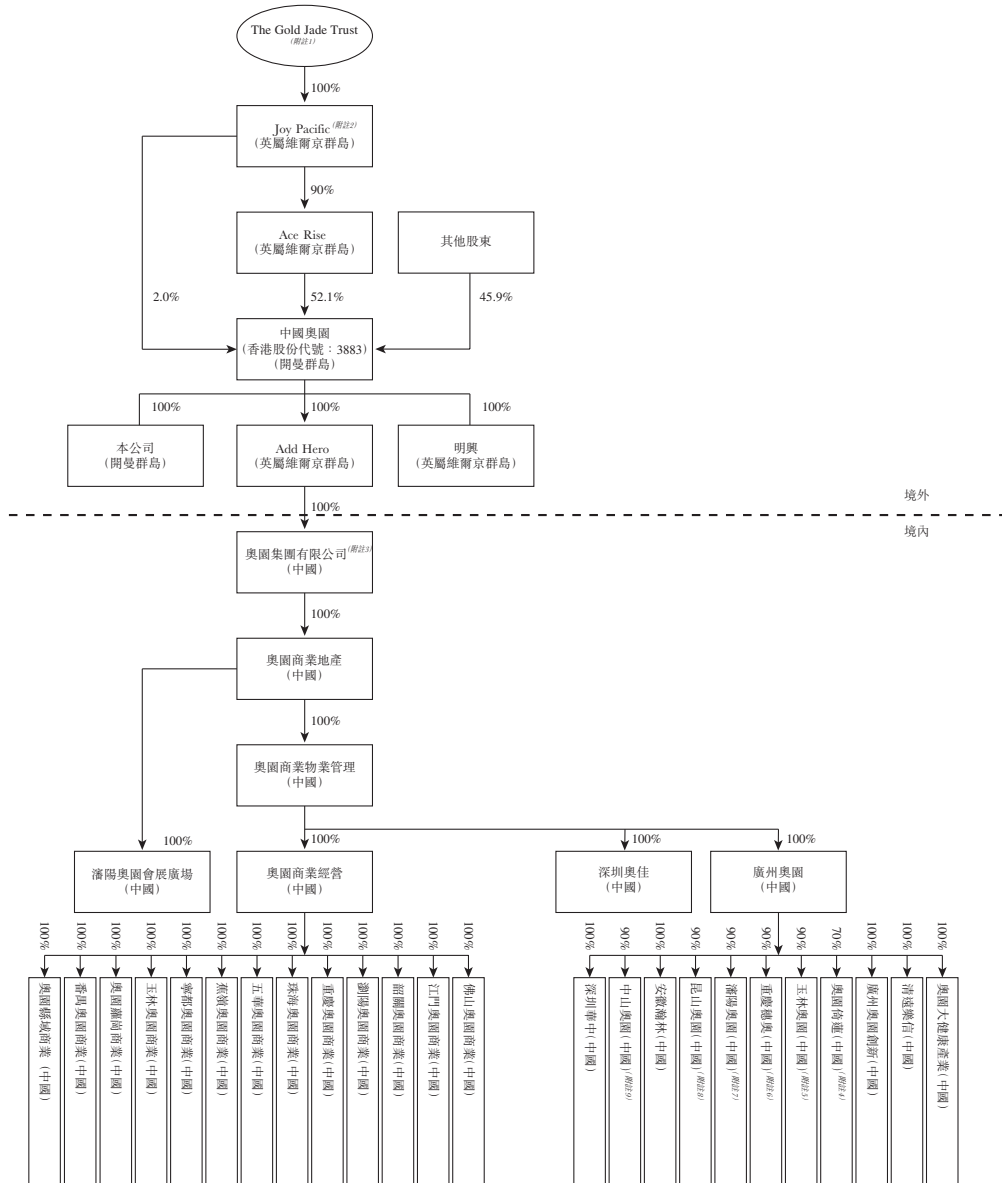 The Gold Jade Trust
(附註1)
100%
Joy Pacific(附註2)
(英屬維爾京群島)
90%
Ace Rise
(英屬維爾京群島)
其他股東
2.0%
52.1%
45.9%
中國奧園
(香港股份代號：3883)
(開曼群島)
100%
100%
100%
本公司
(開曼群島)
Add Hero
(英屬維爾京群島)
明興
(英屬維爾京群島)
100%
境外
境內
奧園集團有限公司(附註3)
(中國)
100%
奧園商業地產
(中國)
100%
奧園商業物業管理
(中國)
100%
100%
100%
100%
瀋陽奧園會展廣場
(中國)
奧園商業經營
(中國)
深圳奧佳
(中國)
廣州奧園
(中國)
100%
100%
100%
100%
100%
100%
100%
100%
100%
100%
100%
100%
100%
100%
90%
100%
90%
90%
90%
90%
70%
100%
100%
100%
奧園縣域商業 (中國)
番禺奧園商業(中國)
奧園蘿崗商業(中國)
玉林奧園商業(中國)
寧都奧園商業(中國)
蕉嶺奧園商業(中國)
五華奧園商業(中國)
珠海奧園商業(中國)
重慶奧園商業(中國)
瀏陽奧園商業(中國)
韶關奧園商業(中國)
江門奧園商業(中國)
佛山奧園商業(中國)
深圳華中(中國)
中山奧園(中國)(附註9)
安徽瀚林(中國)
昆山奧園(中國)(附註8)
瀋陽奧園(中國)(附註7)
重慶錦奧(中國)(附註6)
玉林奧園(中國)(附註5)
奧園倚蓮(中國)(附註4)
廣州奧園創新(中國)
清遠樂信(中國)
奧園大健康產業(中國)